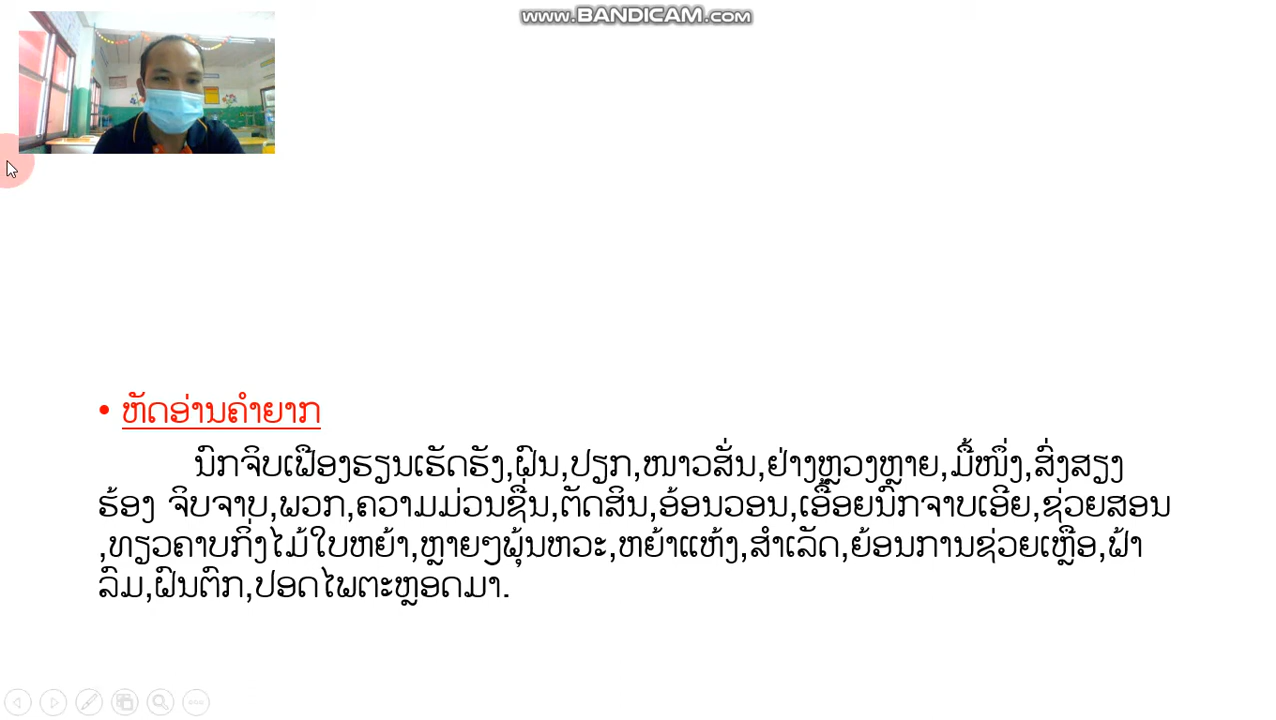 WWW.BANDICAM.COM
• ຫັດອ່ານຄໍາຍາກ
ນົກຈິບເຟືອງຮຽນເຮັດຮັງ,ຝົນ,ປຽກ,ໜາວສັ່ນ,ຢ່າງຫຼວງຫຼາຍ,ມື້ໜຶ່ງ,ສົ່ງສຽງ
ຮ້ອງ ຈິບຈາບ,ພວກ,ຄວາມມ່ວນຊື່ນ,ຕັດສິນ,ອ້ອນວອນ,ເອື້ອຍນົກຈາບເອີຍ,ຊ່ວຍສອນ
,ທຽວຄາບກິ່ງໄມ້ໃບຫຍ້າ,ຫຼາຍໆພຸ້ນຫວະ,ຫຍ້າແຫ້ງ,ສໍາເລັດ,ຍ້ອນການຊ່ວຍເຫຼືອ,ຟ້າ
ລົມ,ຝົນຕົກ,ປອດໄພຕະຫຼອດມາ.